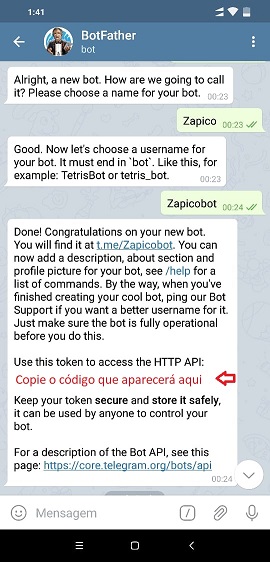 1:41
BotFather
bot
Alright, a new bot. How are we going to call
it? Please choose a name for your bot. 00:23
Zapico 00:23
Good. Now let's choose a username for
your bot. It must end in `bot`. Like this, for
example: TetrisBot or tetris_bot. 00:23
Zapicobot 00:24
Done! Congratulations on your new bot.
You will find it at t.me/Zapicobot. You can
now add a description, about section and
profile picture for your bot, see /help for a
list of commands. By the way, when you've
finished creating your cool bot, ping our Bot
Support if you want a better username for it.
Just make sure the bot is fully operational
before you do this.
Use this token to access the HTTP API:
Copie o código que aparecerá aqui
Keep your token secure and store it safely,
it can be used by anyone to control your
bot.
For a description of the Bot API, see this
page: https://core.telegram.org/bots/api
00:24
Mensagem